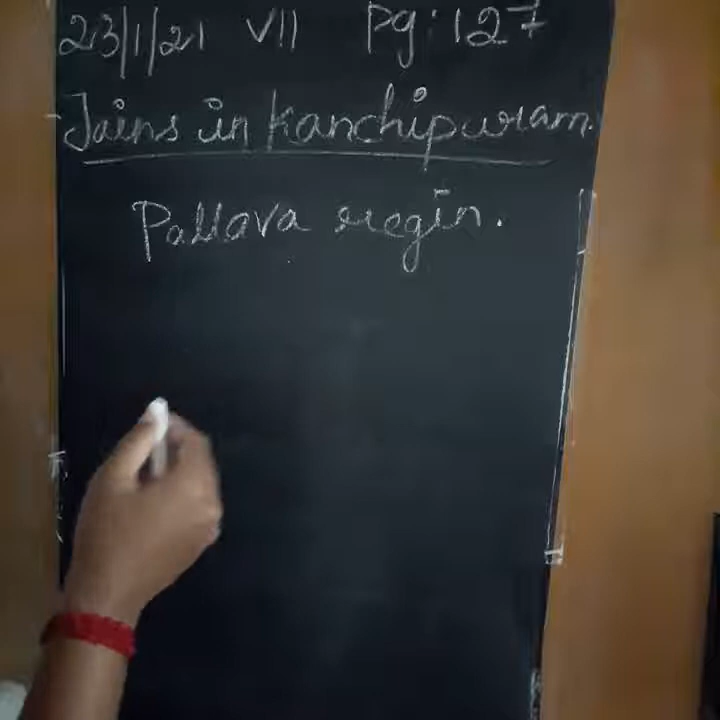 23/1/21 VII Pg: 127
Jains in Kanchipuram.
Pallava regin.